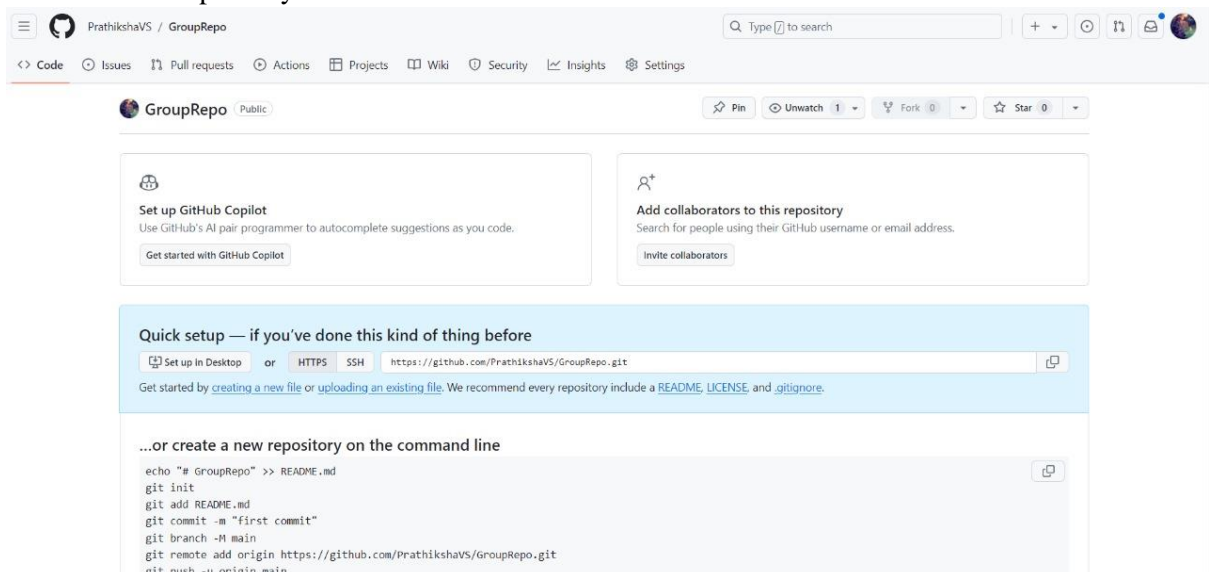 PrathikshaVS / GroupRepo
Type / to search
Code Issues Pull requests Actions Projects Wiki Security Insights Settings
GroupRepo Public
Pin Unwatch 1 Fork 0 Star 0
Set up GitHub Copilot
Use GitHub's AI pair programmer to autocomplete suggestions as you code.
Get started with GitHub Copilot
Add collaborators to this repository
Search for people using their GitHub username or email address.
Invite collaborators
Quick setup — if you've done this kind of thing before
Set up in Desktop or HTTPS SSH https://github.com/PrathikshaVS/GroupRepo.git
Get started by creating a new file or uploading an existing file. We recommend every repository include a README, LICENSE, and .gitignore.
...or create a new repository on the command line
echo "# GroupRepo" >> README.md
git init
git add README.md
git commit -m "first commit"
git branch -M main
git remote add origin https://github.com/PrathikshaVS/GroupRepo.git
git push -u origin main